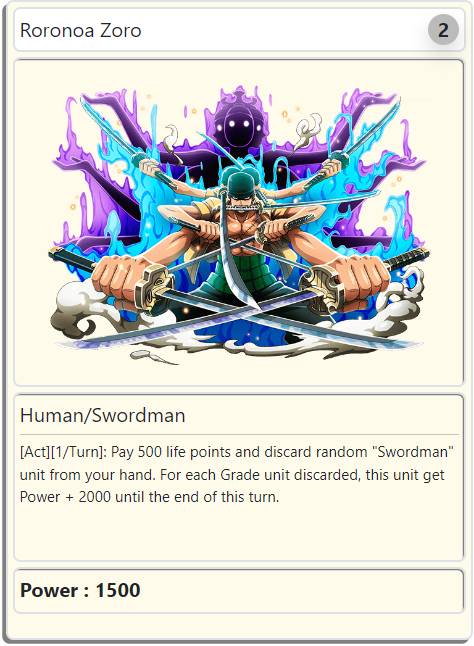 Roronoa Zoro
2
Human/Swordman
[Act][1/Turn]: Pay 500 life points and discard random "Swordman"
unit from your hand. For each Grade unit discarded, this unit get
Power + 2000 until the end of this turn.
Power : 1500